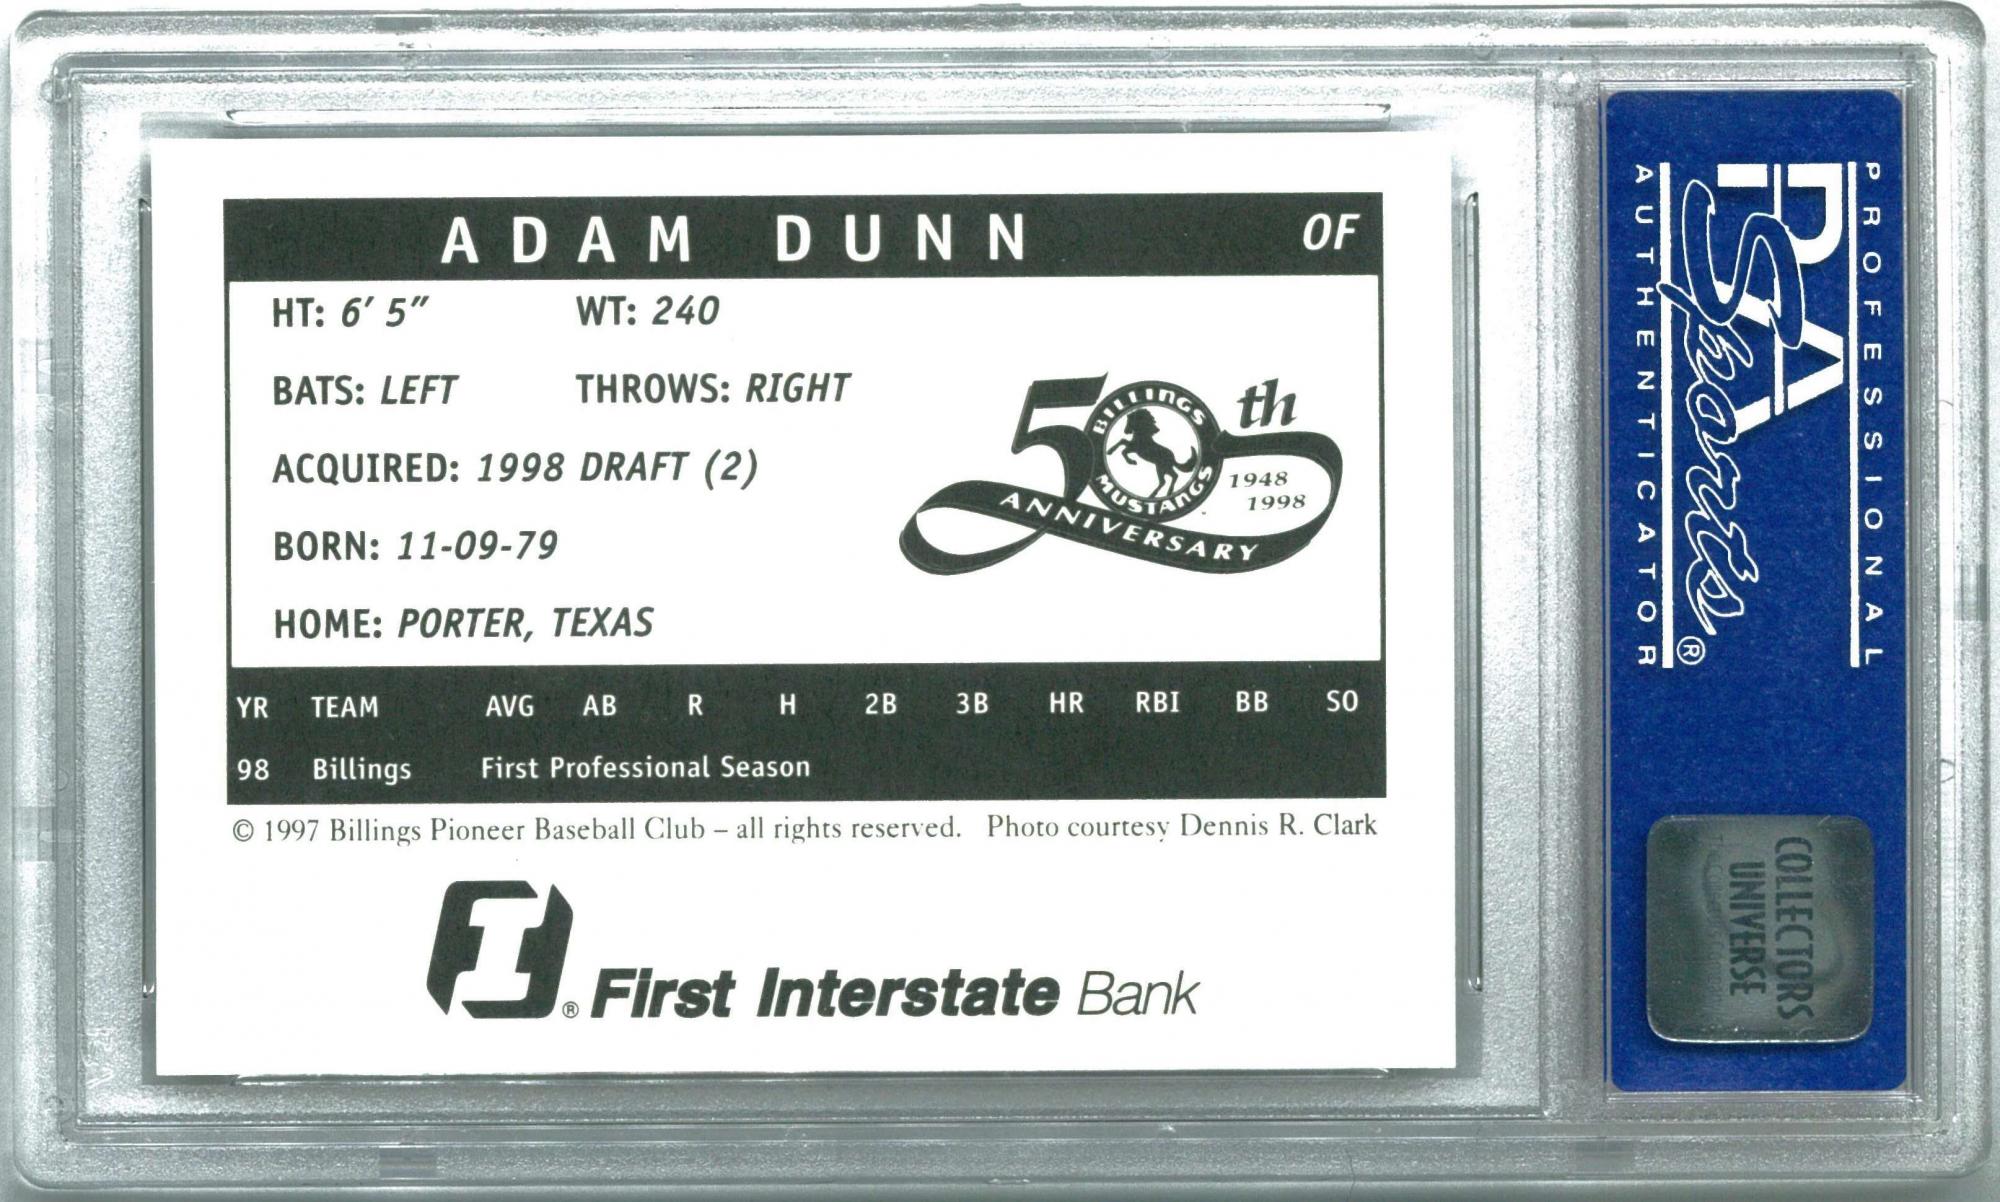 ADAM DUNN OF
HT: 6' 5" WT: 240
BATS: LEFT THROWS: RIGHT
ACQUIRED: 1998 DRAFT (2)
BORN: 11-09-79
HOME: PORTER, TEXAS
50th
BILLINGS
MUSTANGS
1948
1998
ANNIVERSARY
YR TEAM AVG AB R H 2B 3B HR RBI BB SO
98 Billings First Professional Season
© 1997 Billings Pioneer Baseball Club – all rights reserved. Photo courtesy Dennis R. Clark
I® First Interstate Bank
PROFESSIONAL
PSA
Sports®
AUTHENTICATOR
COLLECTORS
UNIVERSE